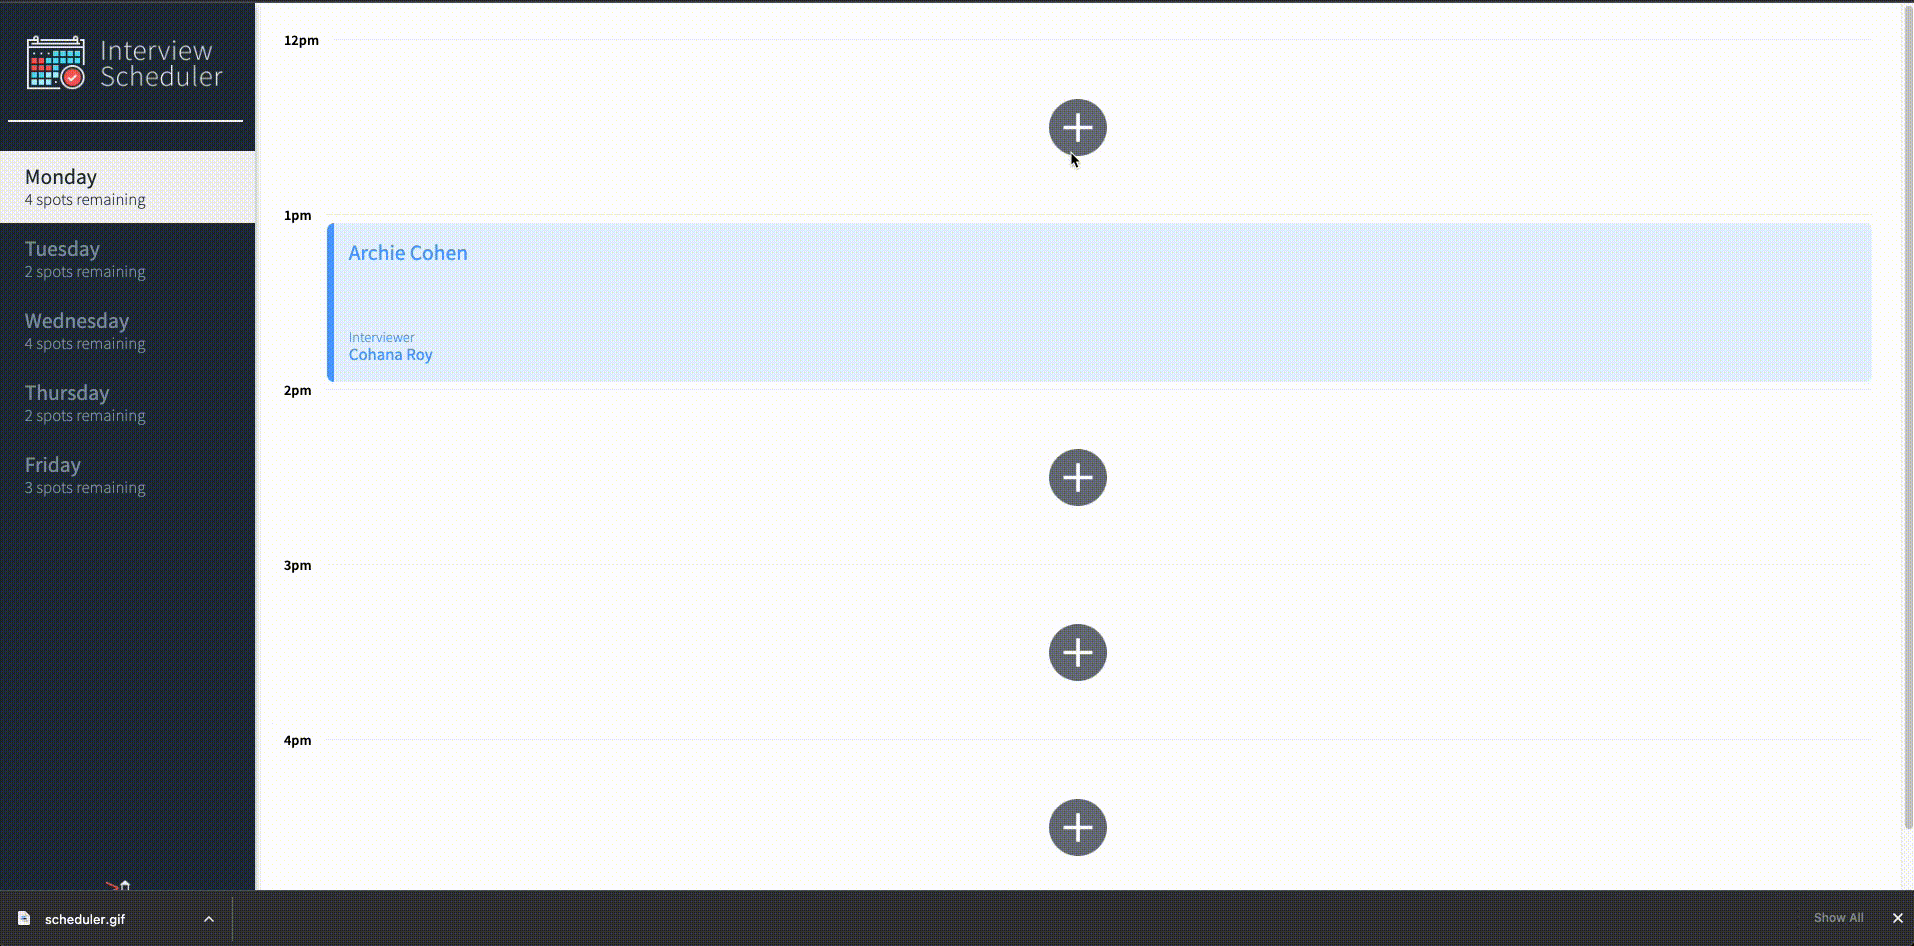 Interview
Scheduler
Monday
4 spots remaining
Tuesday
2 spots remaining
Wednesday
4 spots remaining
Thursday
2 spots remaining
Friday
3 spots remaining
12pm
1pm
Archie Cohen
Interviewer
Cohana Roy
2pm
3pm
4pm
scheduler.gif
Show All